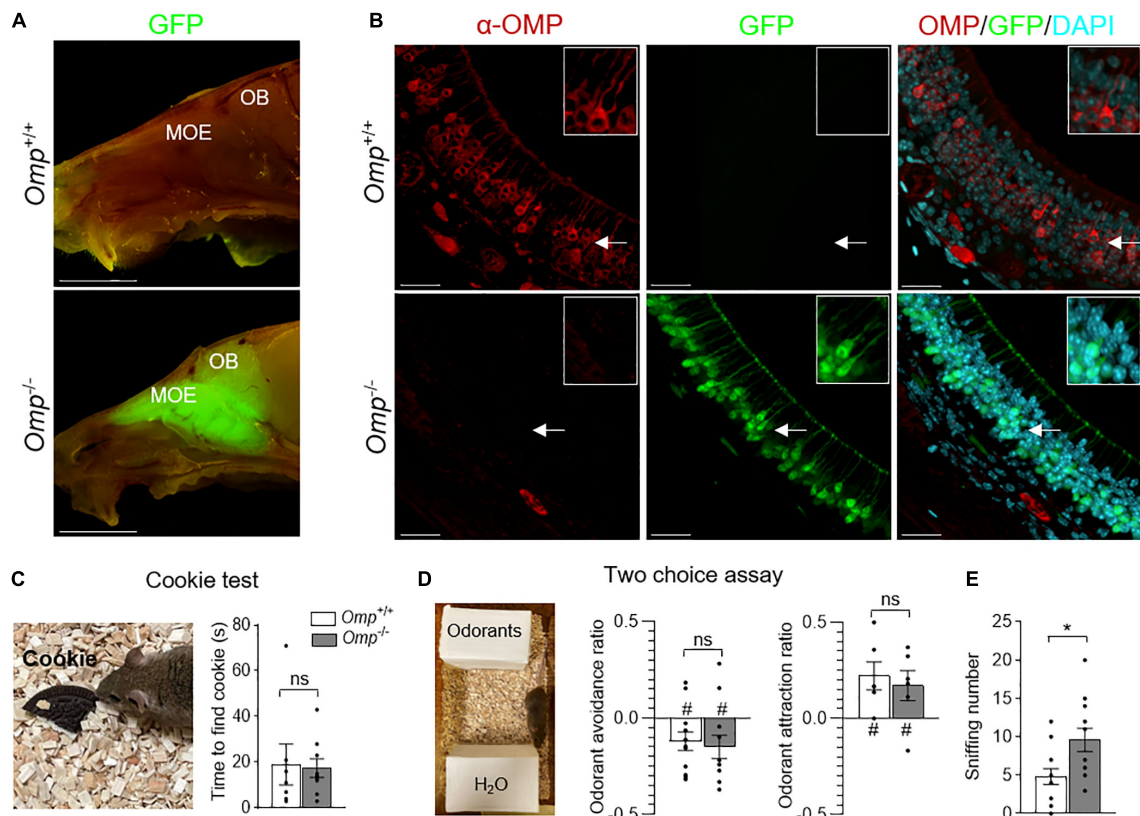 A
GFP
Omp+/+
OB
MOE
Omp-/-
OB
MOE
B
α-OMP
GFP
OMP/GFP/DAPI
Omp+/+
Omp-/-
C
Cookie test
Cookie
Time to find cookie (s)
80
60
40
20
0
ns
Omp+/+
Omp-/-
D
Two choice assay
Odorants
H2O
Odorant avoidance ratio
0.5
0.0
-0.5
ns
#
#
Odorant attraction ratio
0.5
0.0
-0.5
ns
#
#
E
Sniffing number
25
20
15
10
5
0
*